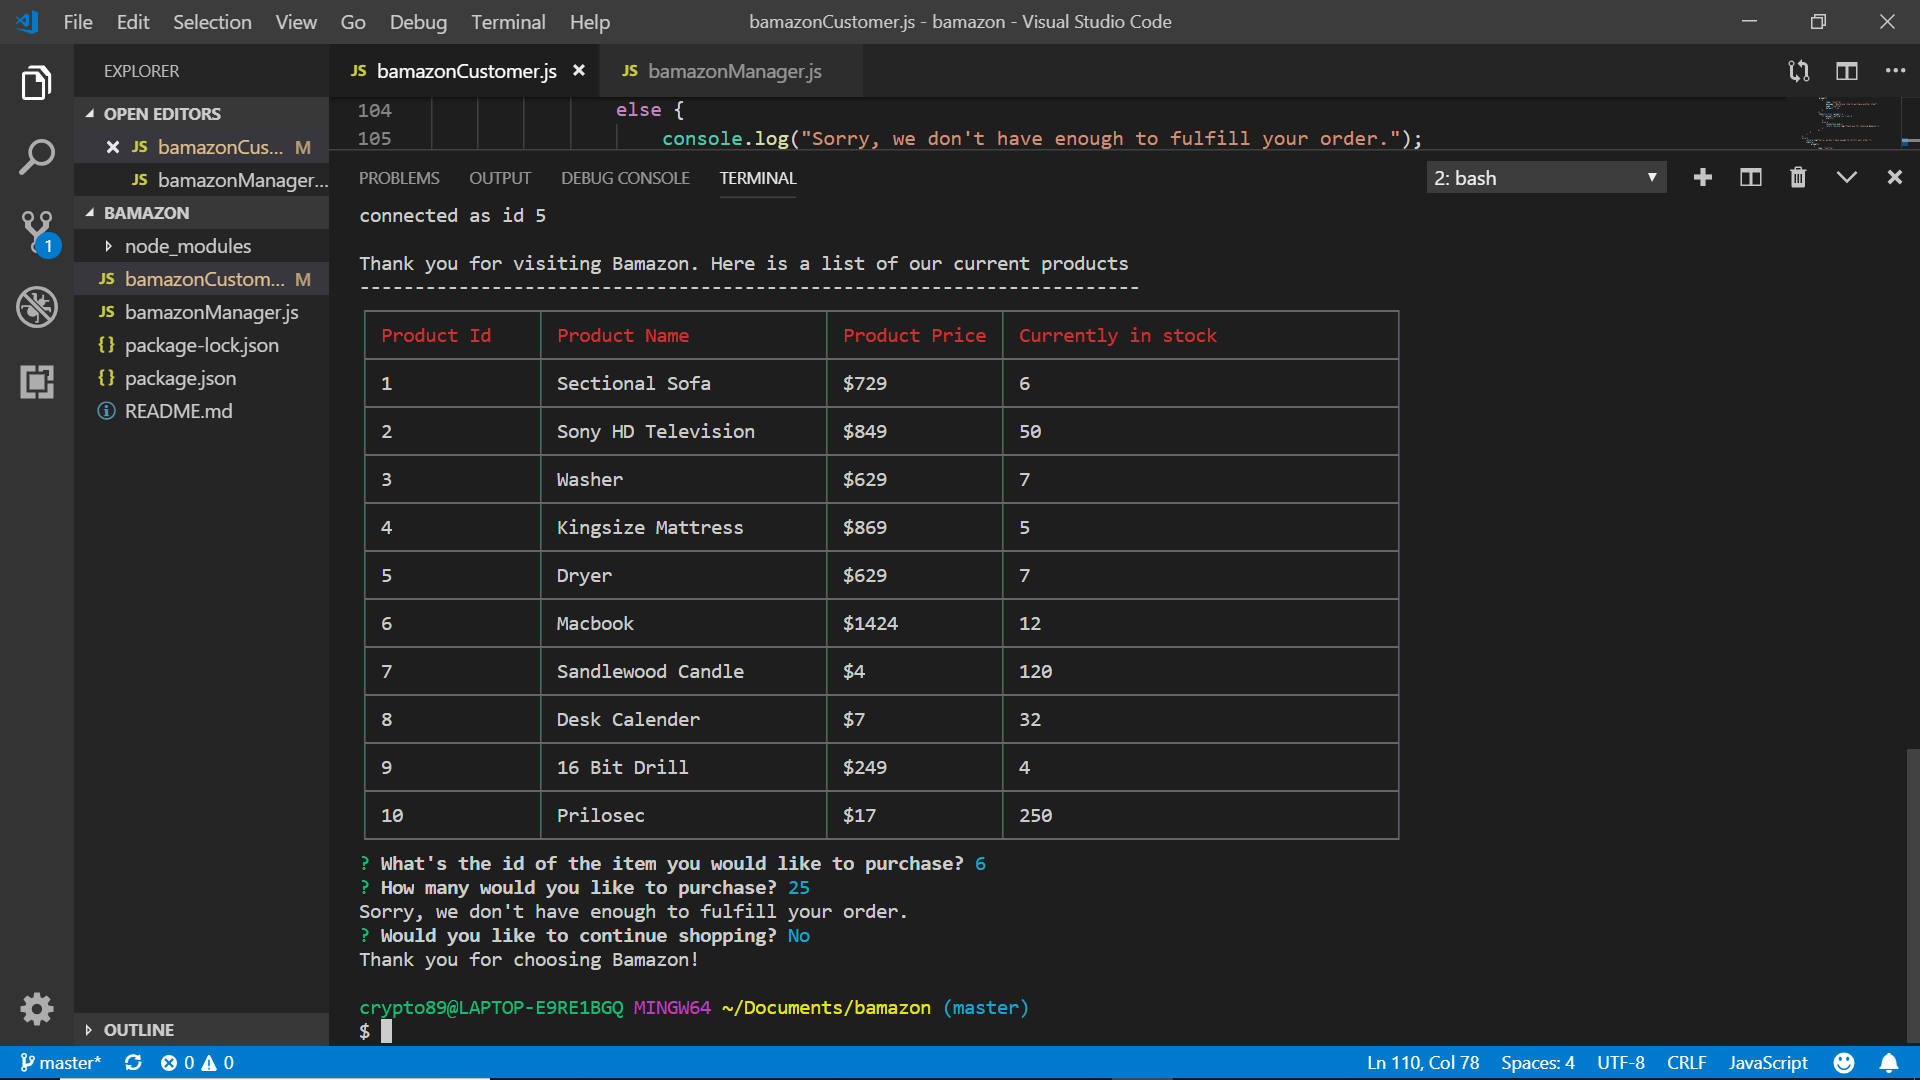 File Edit Selection View Go Debug Terminal Help
bamazonCustomer.js - bamazon - Visual Studio Code
EXPLORER
OPEN EDITORS
JS bamazonCus... M
JS bamazonManager...
BAMAZON
node_modules
JS bamazonCustom... M
JS bamazonManager.js
{} package-lock.json
{} package.json
README.md
OUTLINE
1
JS bamazonCustomer.js
JS bamazonManager.js
104 else {
105 console.log("Sorry, we don't have enough to fulfill your order.");
PROBLEMS OUTPUT DEBUG CONSOLE TERMINAL
2: bash
connected as id 5
Thank you for visiting Bamazon. Here is a list of our current products
-----------------------------------------------------------------------
Product Id Product Name Product Price Currently in stock
1 Sectional Sofa $729 6
2 Sony HD Television $849 50
3 Washer $629 7
4 Kingsize Mattress $869 5
5 Dryer $629 7
6 Macbook $1424 12
7 Sandlewood Candle $4 120
8 Desk Calender $7 32
9 16 Bit Drill $249 4
10 Prilosec $17 250
? What's the id of the item you would like to purchase? 6
? How many would you like to purchase? 25
Sorry, we don't have enough to fulfill your order.
? Would you like to continue shopping? No
Thank you for choosing Bamazon!
crypto89@LAPTOP-E9RE1BGQ MINGW64 ~/Documents/bamazon (master)
$
master* 0 0
Ln 110, Col 78 Spaces: 4 UTF-8 CRLF JavaScript